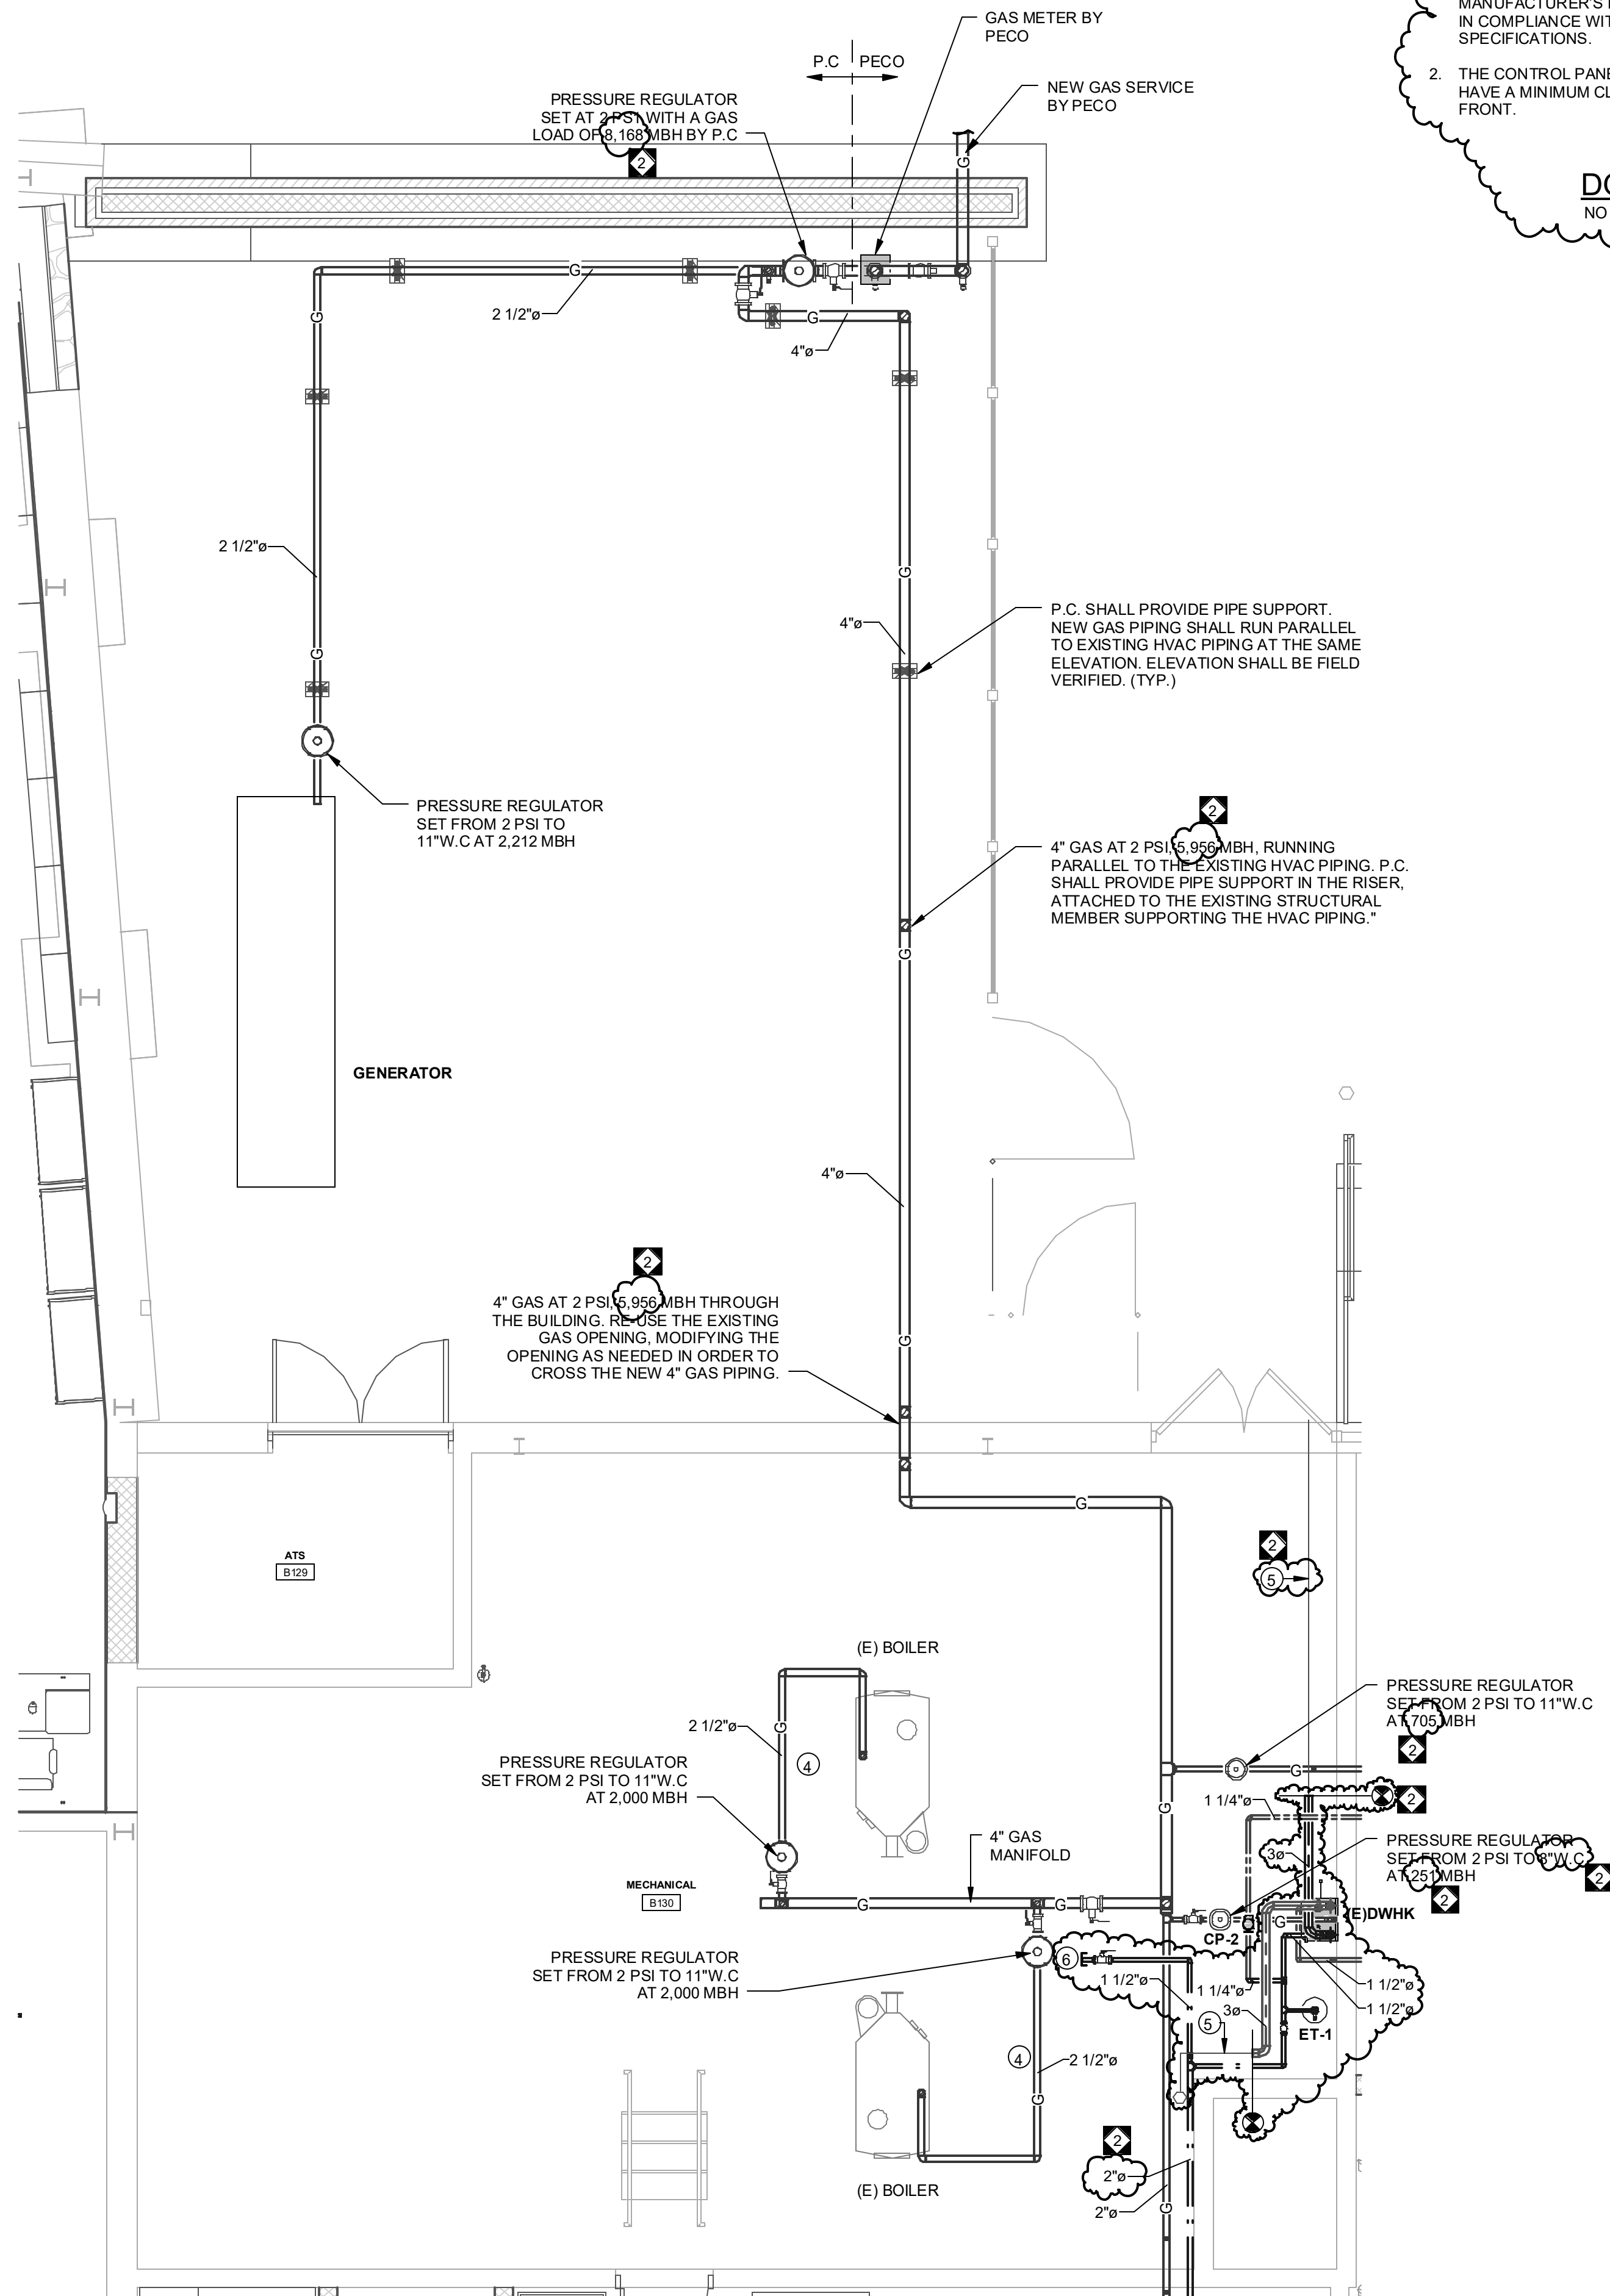 GAS METER BY
PECO
P.C
PECO
NEW GAS SERVICE
BY PECO
PRESSURE REGULATOR
SET AT 2 PSI WITH A GAS
LOAD OF 8,168 MBH BY P.C
2
MANUFACTURER'S
IN COMPLIANCE
SPECIFICATIONS.
2. THE CONTROL
HAVE A MINIMUM
FRONT.
NO
G
G
2 1/2"ø
G
G
4"ø
2 1/2"ø
G
G
4"ø
P.C. SHALL PROVIDE PIPE SUPPORT.
NEW GAS PIPING SHALL RUN PARALLEL
TO EXISTING HVAC PIPING AT THE SAME
ELEVATION. ELEVATION SHALL BE FIELD
VERIFIED. (TYP.)
PRESSURE REGULATOR
SET FROM 2 PSI TO
11"W.C AT 2,212 MBH
2
4" GAS AT 2 PSI, 5,956 MBH, RUNNING
PARALLEL TO THE EXISTING HVAC PIPING. P.C.
SHALL PROVIDE PIPE SUPPORT IN THE RISER,
ATTACHED TO THE EXISTING STRUCTURAL
MEMBER SUPPORTING THE HVAC PIPING."
G
GENERATOR
4"ø
2
4" GAS AT 2 PSI, 5,956 MBH THROUGH
THE BUILDING. RE-USE THE EXISTING
GAS OPENING, MODIFYING THE
OPENING AS NEEDED IN ORDER TO
CROSS THE NEW 4" GAS PIPING.
G
G
ATS
B129
2
5
(E) BOILER
2 1/2"ø
G
4
PRESSURE REGULATOR
SET FROM 2 PSI TO 11"W.C
AT 2,000 MBH
PRESSURE REGULATOR
SET FROM 2 PSI TO 11"W.C
AT 705 MBH
2
G
G
1 1/4"ø
2
4" GAS
MANIFOLD
3ø
PRESSURE REGULATOR
SET FROM 2 PSI TO 8"W.C
AT 251 MBH
2
2
MECHANICAL
B130
G
G
G
(E)DWHK
CP-2
PRESSURE REGULATOR
SET FROM 2 PSI TO 11"W.C
AT 2,000 MBH
6
E
1 1/2"ø
1 1/4"ø
1 1/2"ø
1 1/2"ø
3ø
5
ET-1
4
2 1/2"ø
G
2
2"ø
2"ø
G
(E) BOILER